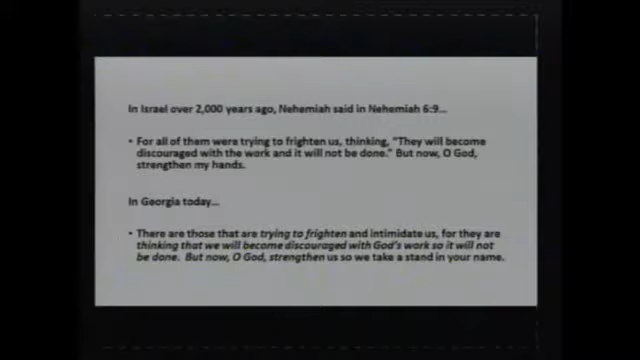 In Israel over 2,000 years ago, Nehemiah said in Nehemiah 6:9...
• For all of them were trying to frighten us, thinking, "They will become
discouraged with the work and it will not be done." But now, O God,
strengthen my hands.
In Georgia today...
• There are those that are trying to frighten and intimidate us, for they are
thinking that we will become discouraged with God's work so it will not
be done. But now, O God, strengthen us so we take a stand in your name.